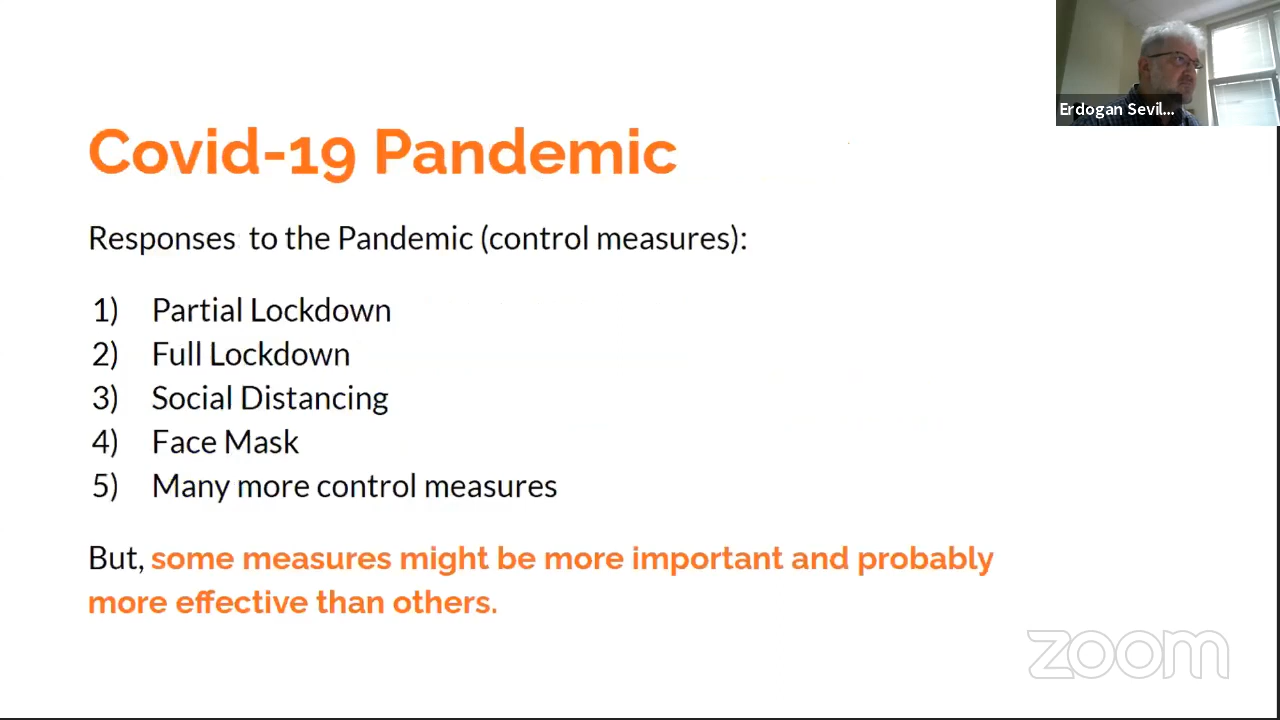 Erdogan Sevil...
Covid-19 Pandemic
Responses to the Pandemic (control measures):
1) Partial Lockdown
2) Full Lockdown
3) Social Distancing
4) Face Mask
5) Many more control measures
But, some measures might be more important and probably
more effective than others.
zoom